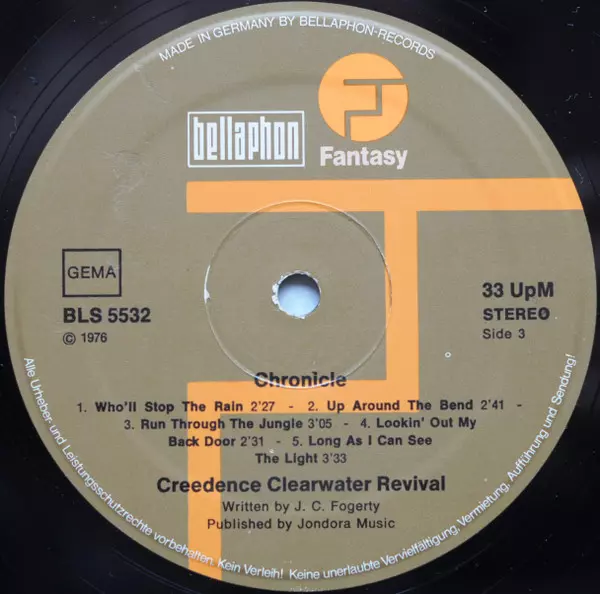 MADE IN GERMANY BY BELLAPHON-RECORDS
bellaphon
Fantasy
GEMA
BLS 5532
© 1976
33 UpM
STEREO
Side 3
Chronicle
1. Who'll Stop The Rain 2'27 - 2. Up Around The Bend 2'41 -
3. Run Through The Jungle 3'05 - 4. Lookin' Out My
Back Door 2'31 - 5. Long As I Can See
The Light 3'33
Creedence Clearwater Revival
Written by J. C. Fogerty
Published by Jondora Music
Alle Urheber- und Leistungsschutzrechte vorbehalten. Kein Verleih! Keine unerlaubte Vervielfältigung, Vermietung, Aufführung und Sendung!